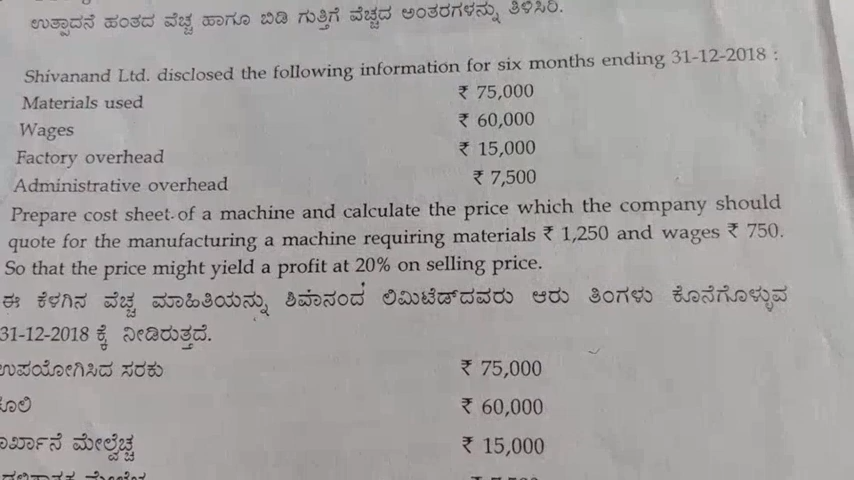 ಉತ್ಪಾದನೆ ಹಂತದ ವೆಚ್ಚ ಹಾಗೂ ಬಿಡಿ ಗುತ್ತಿಗೆ ವೆಚ್ಚದ ಅಂತರಗಳನ್ನು ತಿಳಿಸಿರಿ.
Shivanand Ltd. disclosed the following information for six months ending 31-12-2018 :
Materials used ₹ 75,000
Wages ₹ 60,000
Factory overhead ₹ 15,000
Administrative overhead ₹ 7,500
Prepare cost sheet of a machine and calculate the price which the company should
quote for the manufacturing a machine requiring materials ₹ 1,250 and wages ₹ 750.
So that the price might yield a profit at 20% on selling price.
ಈ ಕೆಳಗಿನ ವೆಚ್ಚ ಮಾಹಿತಿಯನ್ನು ಶಿವಾನಂದ ಲಿಮಿಟೆಡ್‌ದವರು ಆರು ತಿಂಗಳು ಕೊನೆಗೊಳ್ಳುವ
31-12-2018 ಕ್ಕೆ ನೀಡಿರುತ್ತದೆ.
ಉಪಯೋಗಿಸಿದ ಸರಕು ₹ 75,000
ಕೂಲಿ ₹ 60,000
ಕಾರ್ಖಾನೆ ಮೇಲ್ವೆಚ್ಚ ₹ 15,000